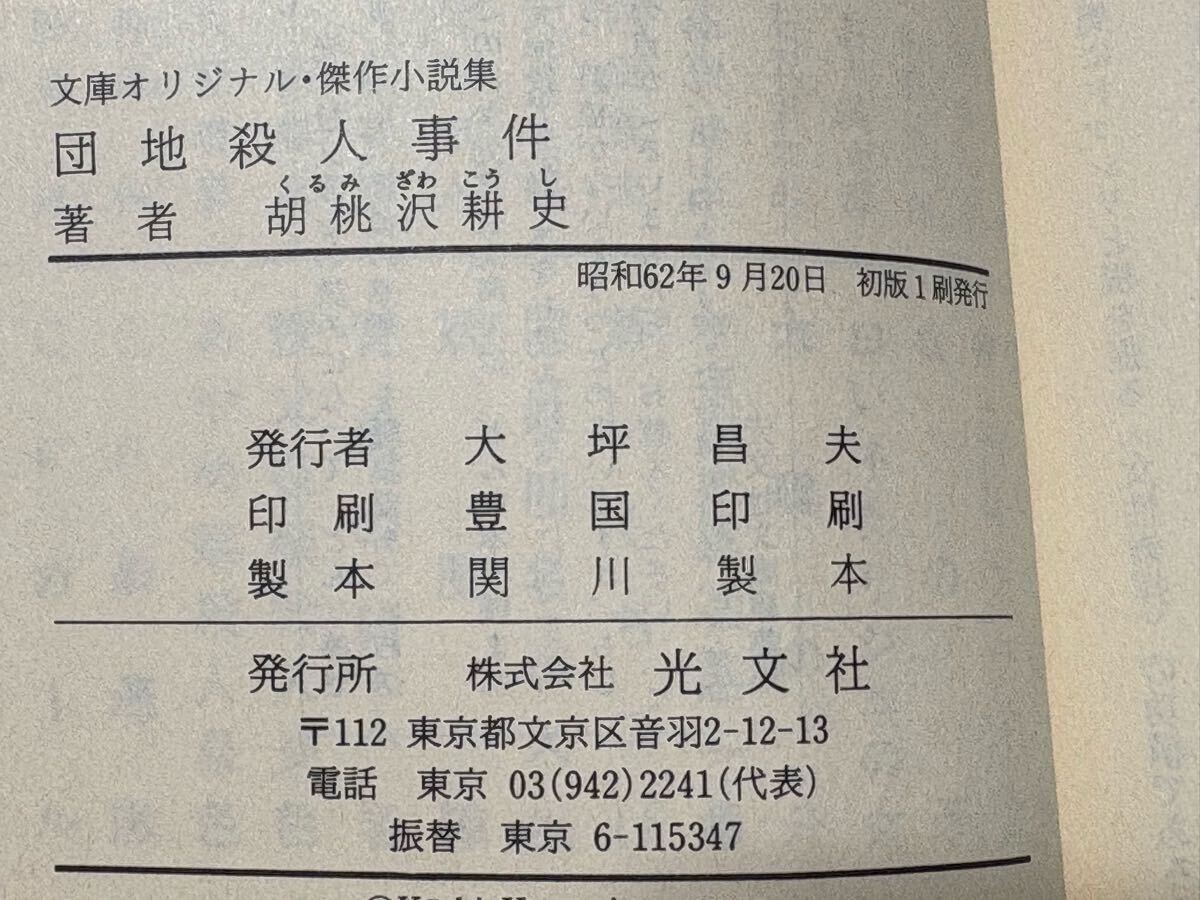 文庫オリジナル・傑作小説集
団地殺人事件
くるみざわこうし
著者 胡桃沢耕史
昭和62年9月20日 初版1刷発行
発行者 大坪昌夫
印刷 豊国印刷
製本 関川製本
発行所 株式会社 光文社
〒112 東京都文京区音羽2-12-13
電話 東京 03(942)2241(代表)
振替 東京 6-115347